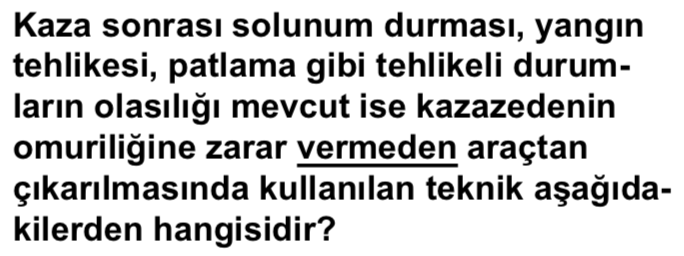 Kaza sonrası solunum durması, yangın
tehlikesi, patlama gibi tehlikeli durum-
ların olasılığı mevcut ise kazazedenin
omuriliğine zarar vermeden araçtan
çıkarılmasında kullanılan teknik aşağıda-
kilerden hangisidir?